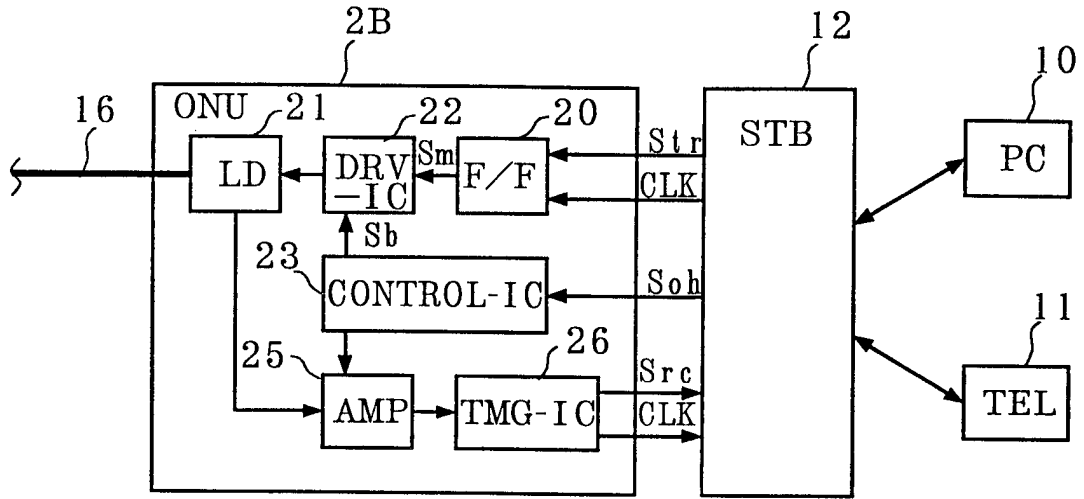 2B
12
10
16
ONU
21
22
20
STB
Str
PC
LD
DRV
-IC
Sm
F/F
CLK
Sb
23
CONTROL-IC
Soh
11
25
26
Src
TEL
AMP
TMG-IC
CLK